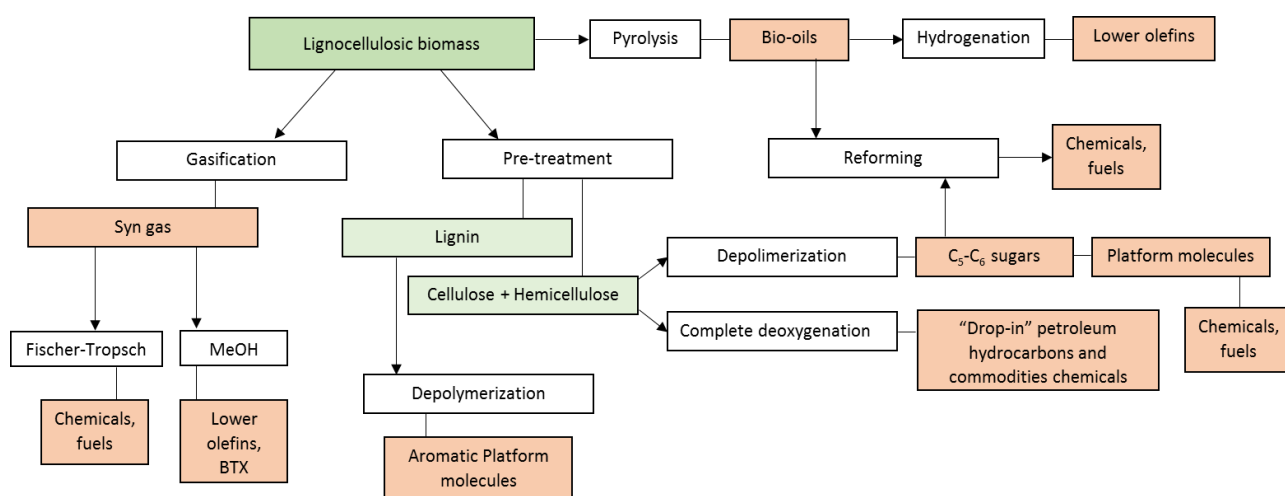 Lignocellulosic biomass
Pyrolysis
Bio-oils
Hydrogenation
Lower olefins
Gasification
Pre-treatment
Reforming
Chemicals,
fuels
Syn gas
Lignin
Depolimerization
C₅-C₆ sugars
Platform molecules
Cellulose + Hemicellulose
Fischer-Tropsch
MeOH
Complete deoxygenation
“Drop-in” petroleum
hydrocarbons and
commodities chemicals
Chemicals,
fuels
Depolymerization
Chemicals,
fuels
Lower
olefins,
BTX
Aromatic Platform
molecules